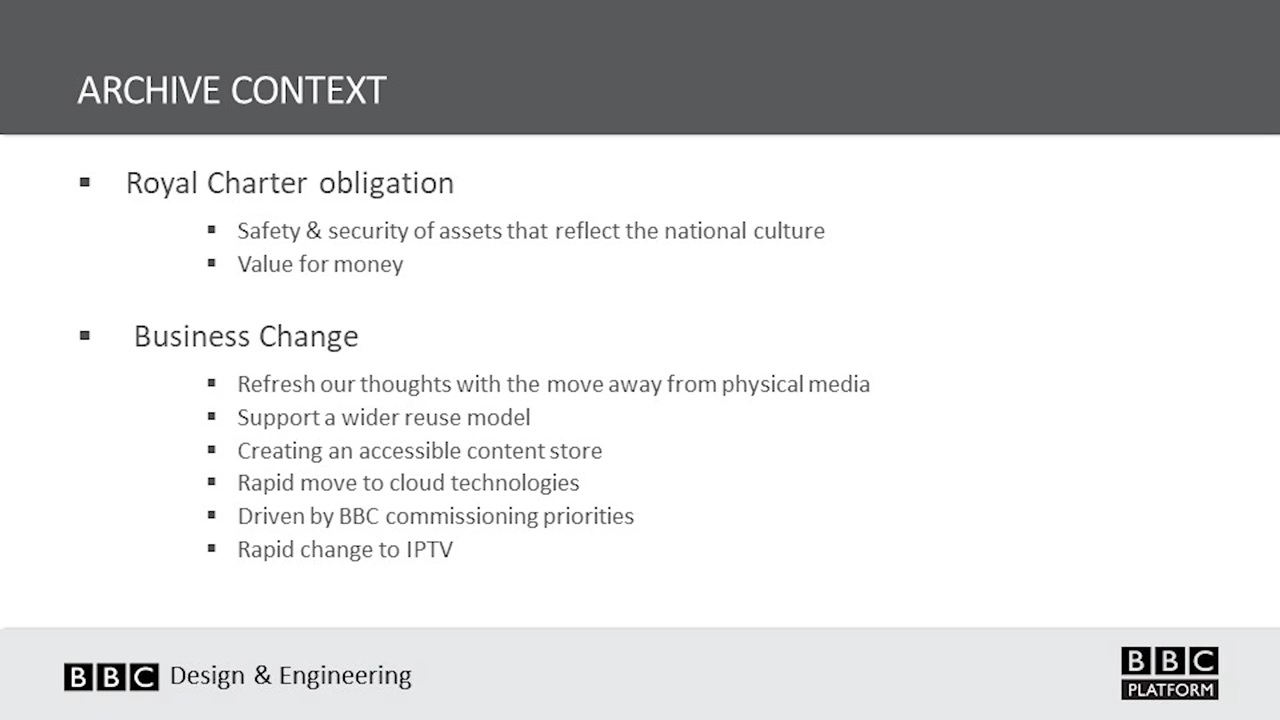 ARCHIVE CONTEXT
Royal Charter obligation
Safety & security of assets that reflect the national culture
Value for money
Business Change
Refresh our thoughts with the move away from physical media
Support a wider reuse model
Creating an accessible content store
Rapid move to cloud technologies
Driven by BBC commissioning priorities
Rapid change to IPTV
BBC Design & Engineering
BBC
PLATFORM